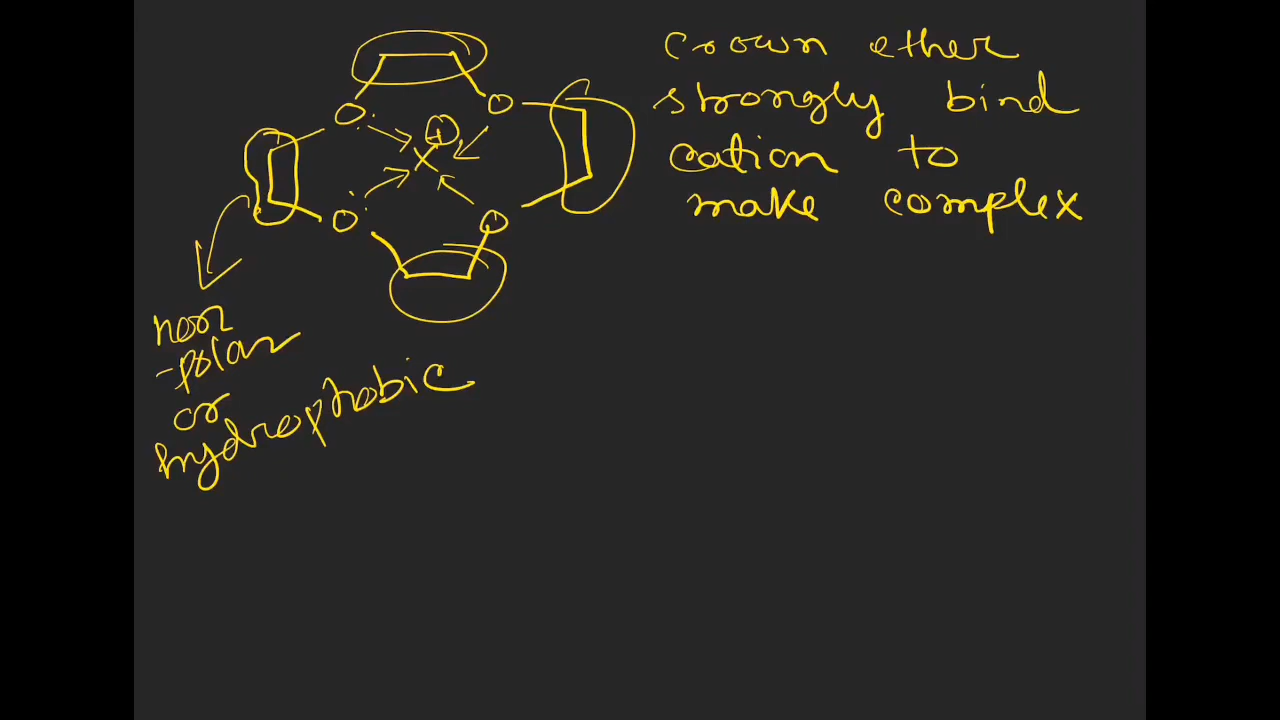 crown ether
strongly bind
cation to
make complex
O
O
X⊕
O
O
non
-polar
or
hydrophobic